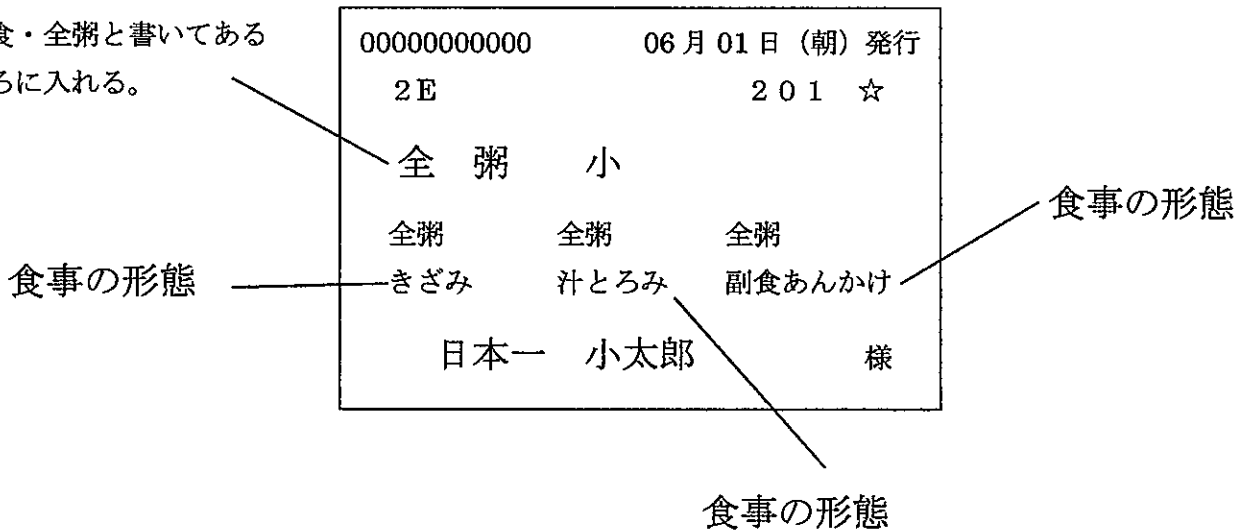 食・全粥と書いてある
ろに入れる。
00000000000 06月01日(朝)発行
2E 201 ☆
全 粥 小
全粥 全粥 全粥
きざみ 汁とろみ 副食あんかけ
日本一 小太郎 様
食事の形態
食事の形態
食事の形態